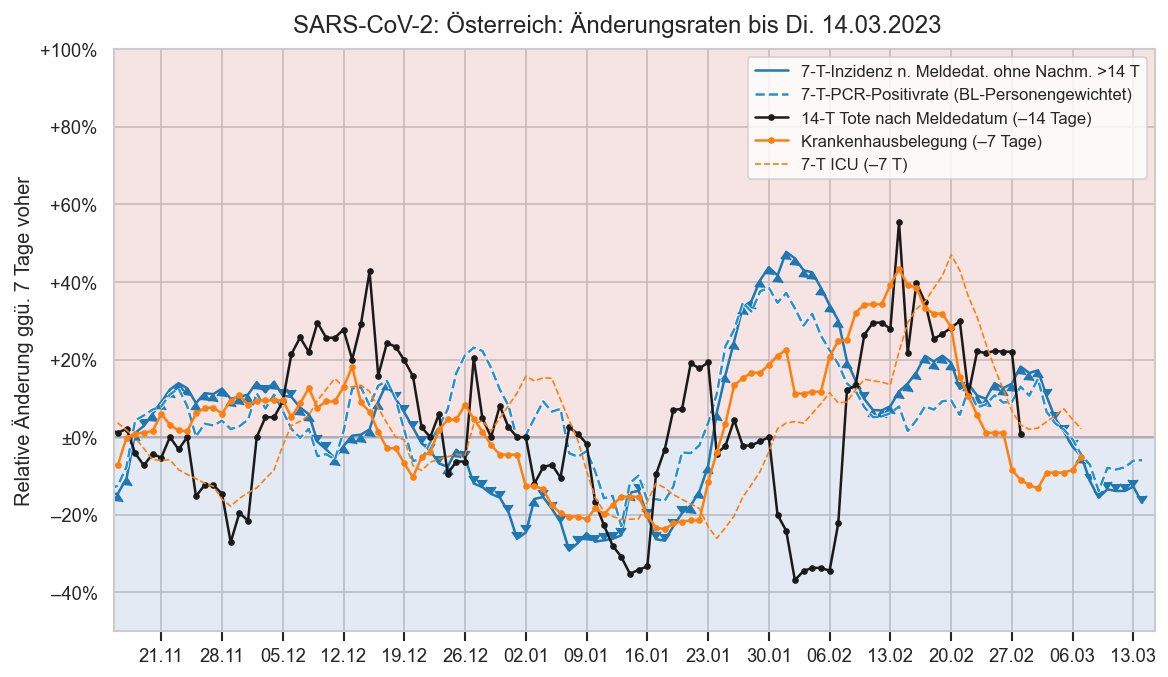 SARS-CoV-2: Österreich: Änderungsraten bis Di. 14.03.2023
Relative Änderung ggü. 7 Tage voher
+100%
+80%
+60%
+40%
+20%
±0%
–20%
–40%
7-T-Inzidenz n. Meldedat. ohne Nachm. >14 T
7-T-PCR-Positivrate (BL-Personengewichtet)
14-T Tote nach Meldedatum (–14 Tage)
Krankenhausbelegung (–7 Tage)
7-T ICU (–7 T)
21.11 28.11 05.12 12.12 19.12 26.12 02.01 09.01 16.01 23.01 30.01 06.02 13.02 20.02 27.02 06.03 13.03